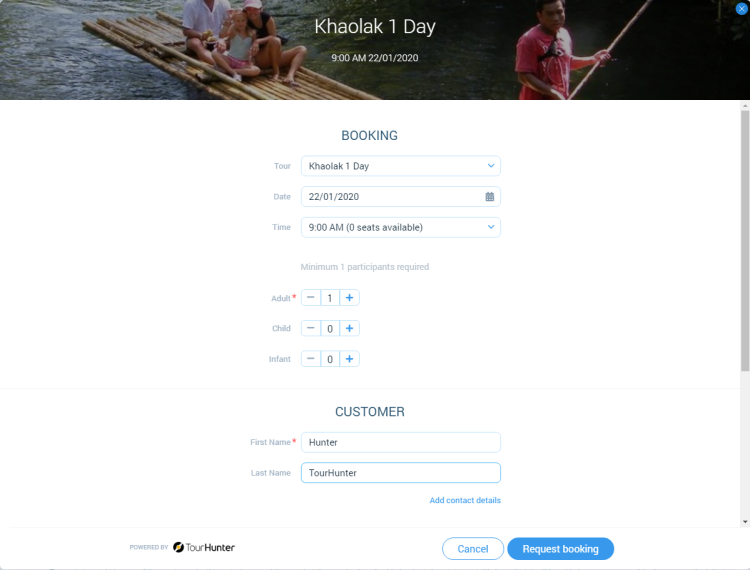 Khaolak 1 Day
9:00 AM 22/01/2020
BOOKING
Tour Khaolak 1 Day
Date 22/01/2020
Time 9:00 AM (0 seats available)
Minimum 1 participants required
Adult * − 1 +
Child − 0 +
Infant − 0 +
CUSTOMER
First Name * Hunter
Last Name TourHunter
Add contact details
POWERED BY TourHunter
Cancel Request booking